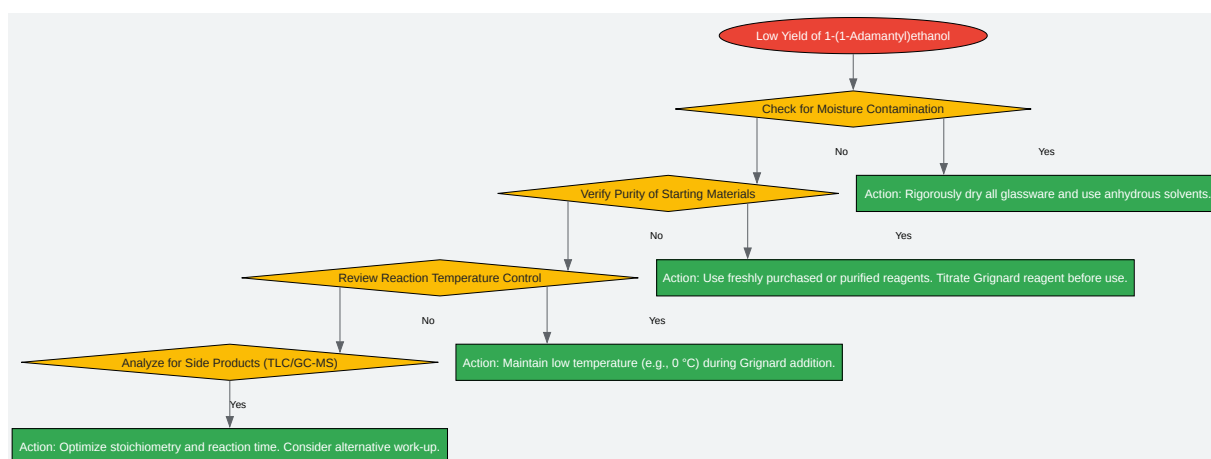 Low Yield of 1-(1-Adamantyl)ethanol
Check for Moisture Contamination
No
Yes
Verify Purity of Starting Materials
Action: Rigorously dry all glassware and use anhydrous solvents.
No
Yes
Review Reaction Temperature Control
Action: Use freshly purchased or purified reagents. Titrate Grignard reagent before use.
No
Yes
Analyze for Side Products (TLC/GC-MS)
Action: Maintain low temperature (e.g., 0 °C) during Grignard addition.
Yes
Action: Optimize stoichiometry and reaction time. Consider alternative work-up.